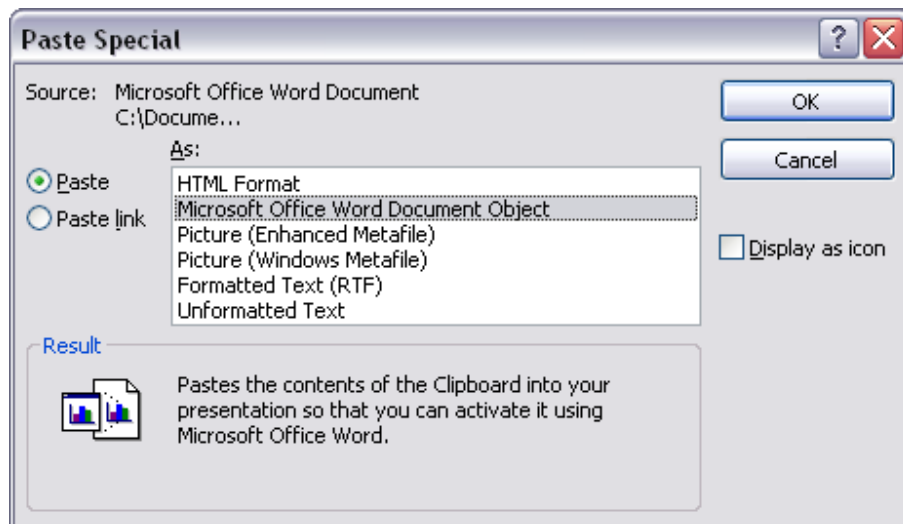 Paste Special
Source: Microsoft Office Word Document
C:\Docume...
As:
Paste
Paste link
HTML Format
Microsoft Office Word Document Object
Picture (Enhanced Metafile)
Picture (Windows Metafile)
Formatted Text (RTF)
Unformatted Text
OK
Cancel
Display as icon
Result
Pastes the contents of the Clipboard into your
presentation so that you can activate it using
Microsoft Office Word.